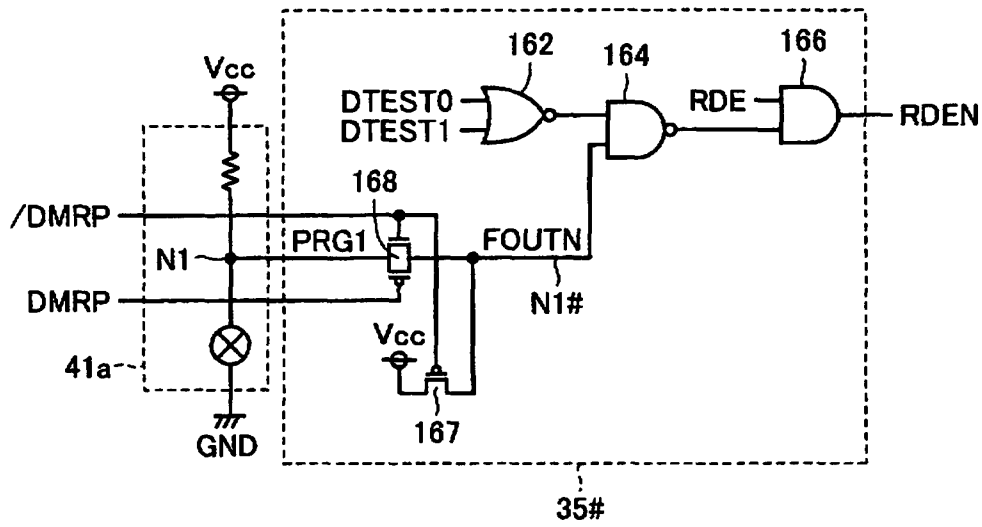 162
164
166
Vcc
DTEST0
DTEST1
RDE
RDEN
168
/DMRP
PRG1
FOUTN
N1
N1#
DMRP
Vcc
41a
167
GND
35#